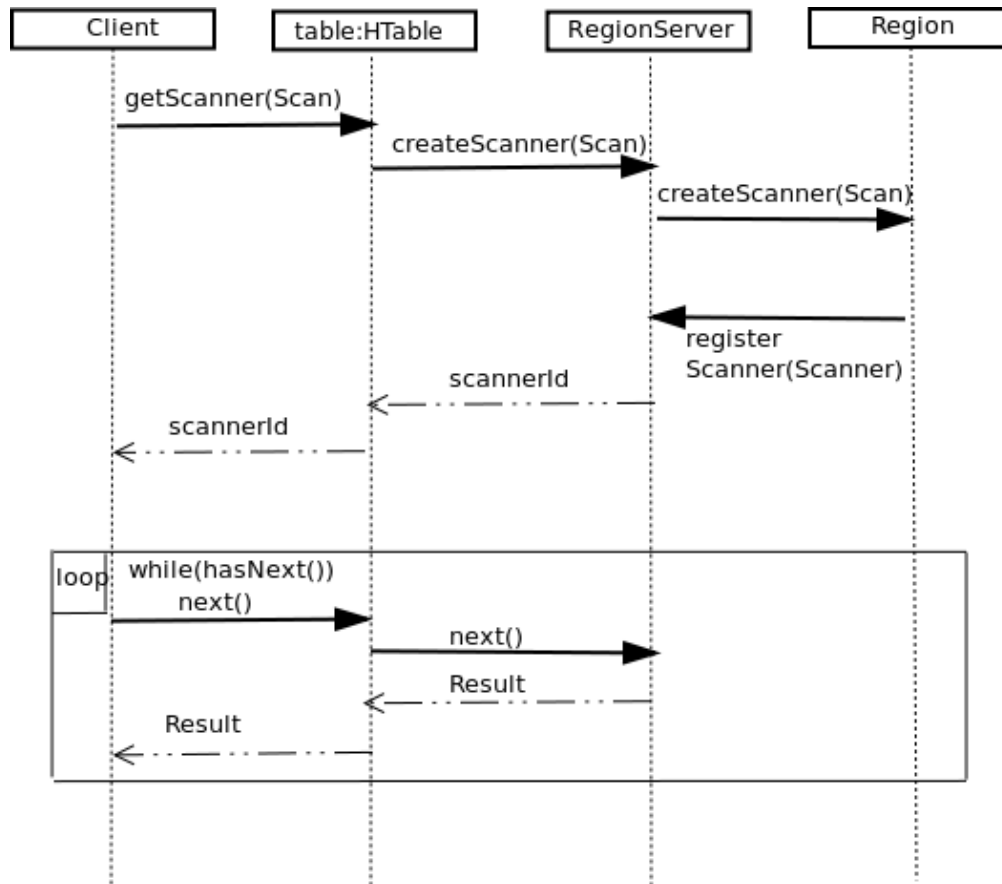 Client
table:HTable
RegionServer
Region
getScanner(Scan)
createScanner(Scan)
createScanner(Scan)
register
Scanner(Scanner)
scannerId
scannerId
loop
while(hasNext())
next()
next()
Result
Result